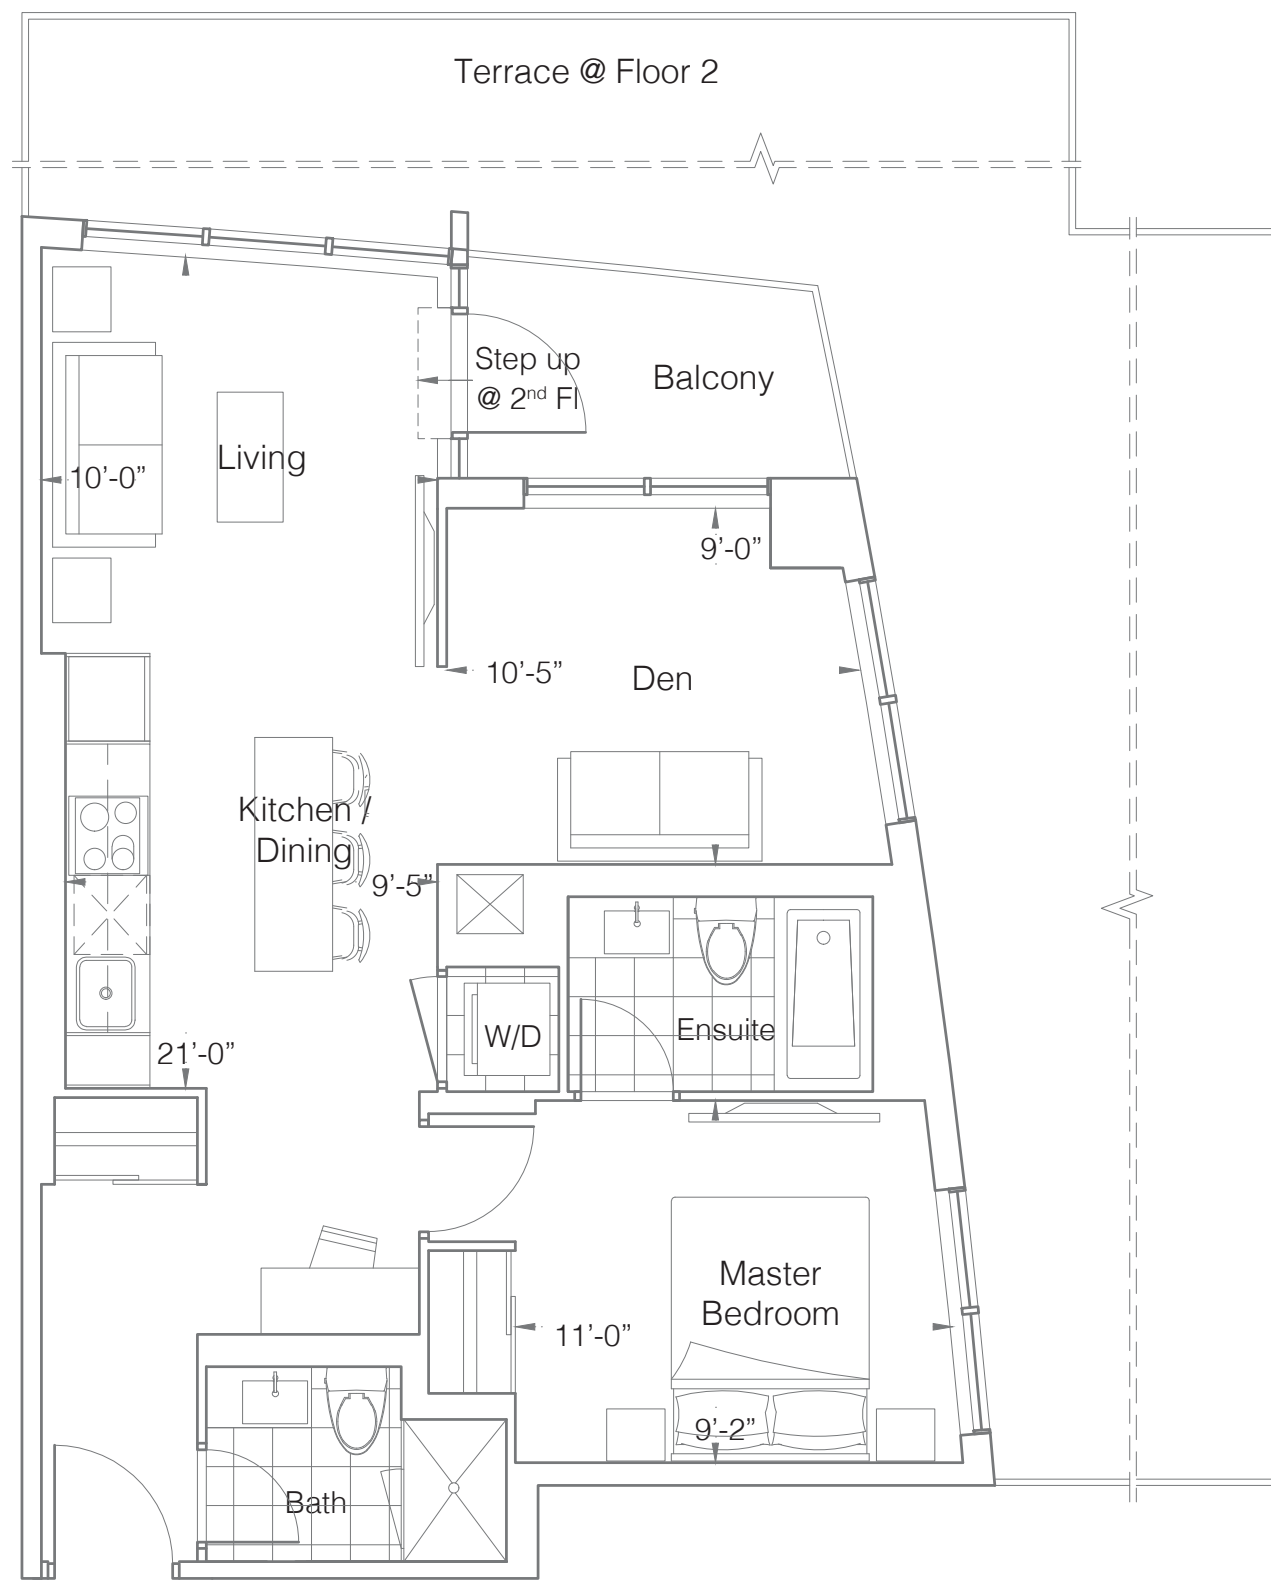 Terrace @ Floor 2
Step up
@ 2nd Fl
Balcony
Living
10’-0”
9’-0”
10’-5”
Den
Kitchen /
Dining
9’-5”
W/D
Ensuite
21’-0”
Master
Bedroom
11’-0”
9’-2”
Bath